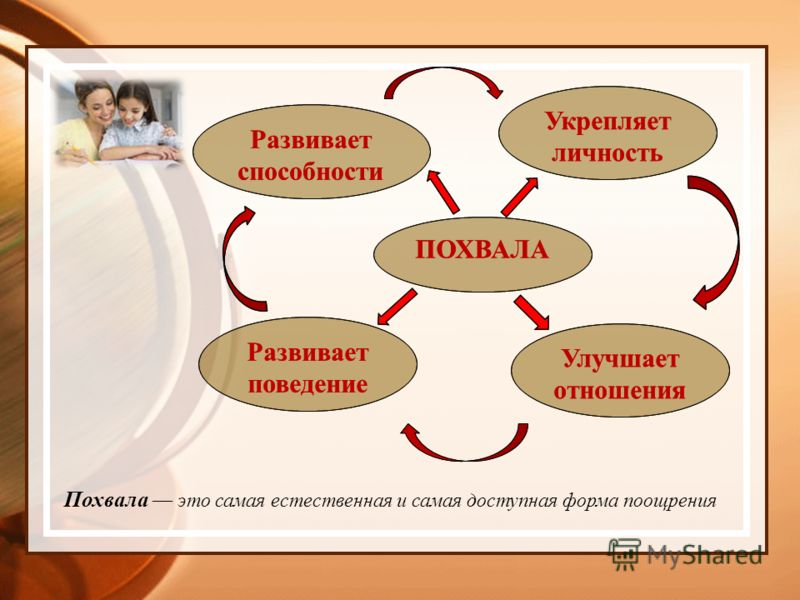 Развивает
способности
Укрепляет
личность
ПОХВАЛА
Развивает
поведение
Улучшает
отношения
Похвала — это самая естественная и самая доступная форма поощрения
MyShared